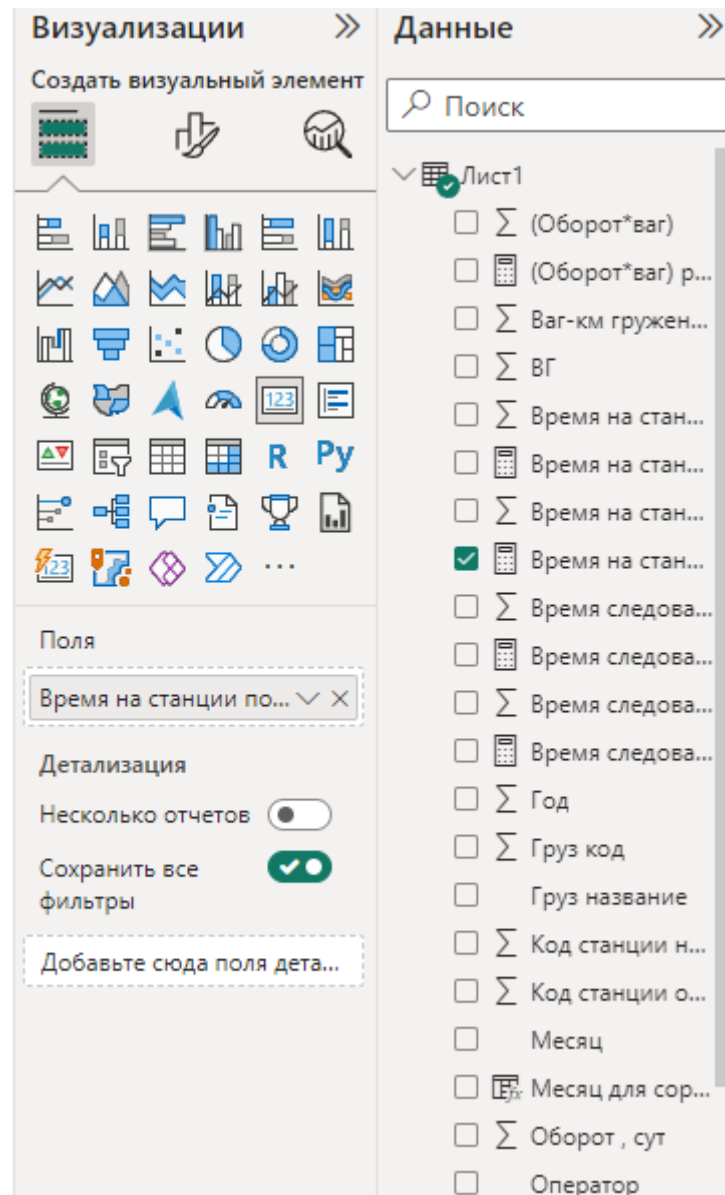 Визуализации
Создать визуальный элемент
123
R
Py
123
Поля
Время на станции по...
Детализация
Несколько отчетов
Сохранить все
фильтры
Добавьте сюда поля дета...
Данные
Поиск
Лист1
(Оборот*ваг)
(Оборот*ваг) р...
Ваг-км гружен...
ВГ
Время на стан...
Время на стан...
Время на стан...
Время на стан...
Время следова...
Время следова...
Время следова...
Время следова...
Год
Груз код
Груз название
Код станции н...
Код станции о...
Месяц
Месяц для сор...
Оборот , сут
Оператор